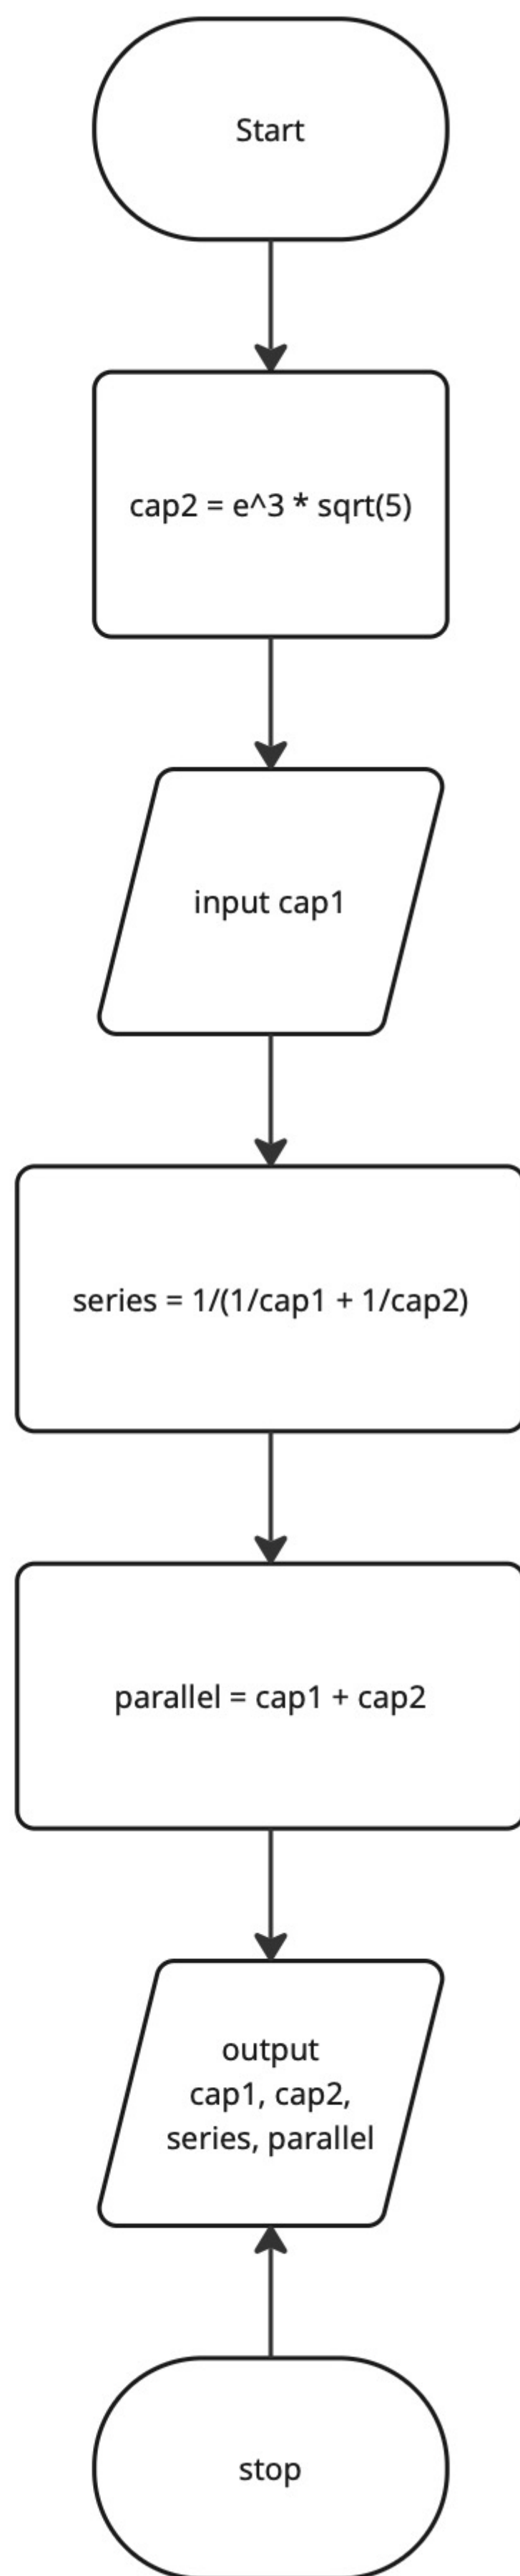 Start
cap2 = e^3 * sqrt(5)
input cap1
series = 1/(1/cap1 + 1/cap2)
parallel = cap1 + cap2
output
cap1, cap2,
series, parallel
stop